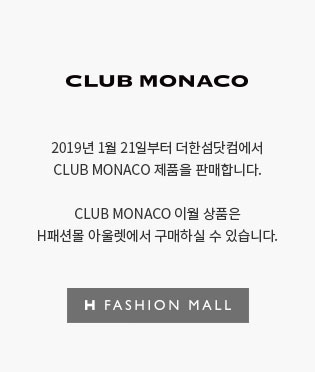 CLUB MONACO
2019년 1월 21일부터 더한섬닷컴에서
CLUB MONACO 제품을 판매합니다.
CLUB MONACO 이월 상품은
H패션몰 아울렛에서 구매하실 수 있습니다.
H FASHION MALL